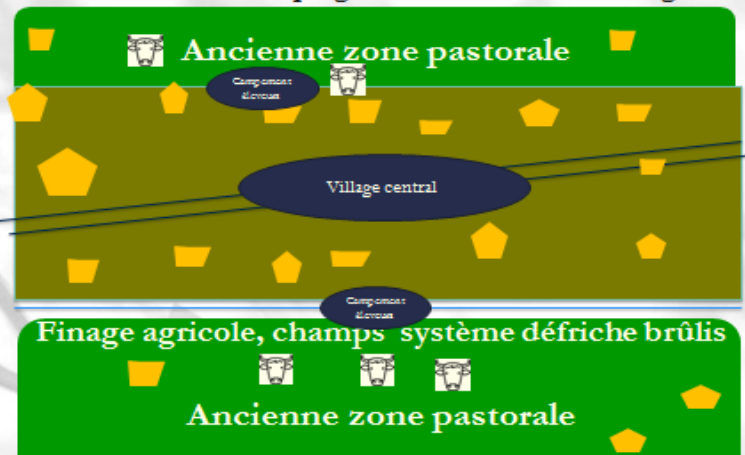 Ancienne zone pastorale
Campement
éleveurs
Village central
Campement
éleveurs
Finage agricole, champs système défriche brûlis
Ancienne zone pastorale